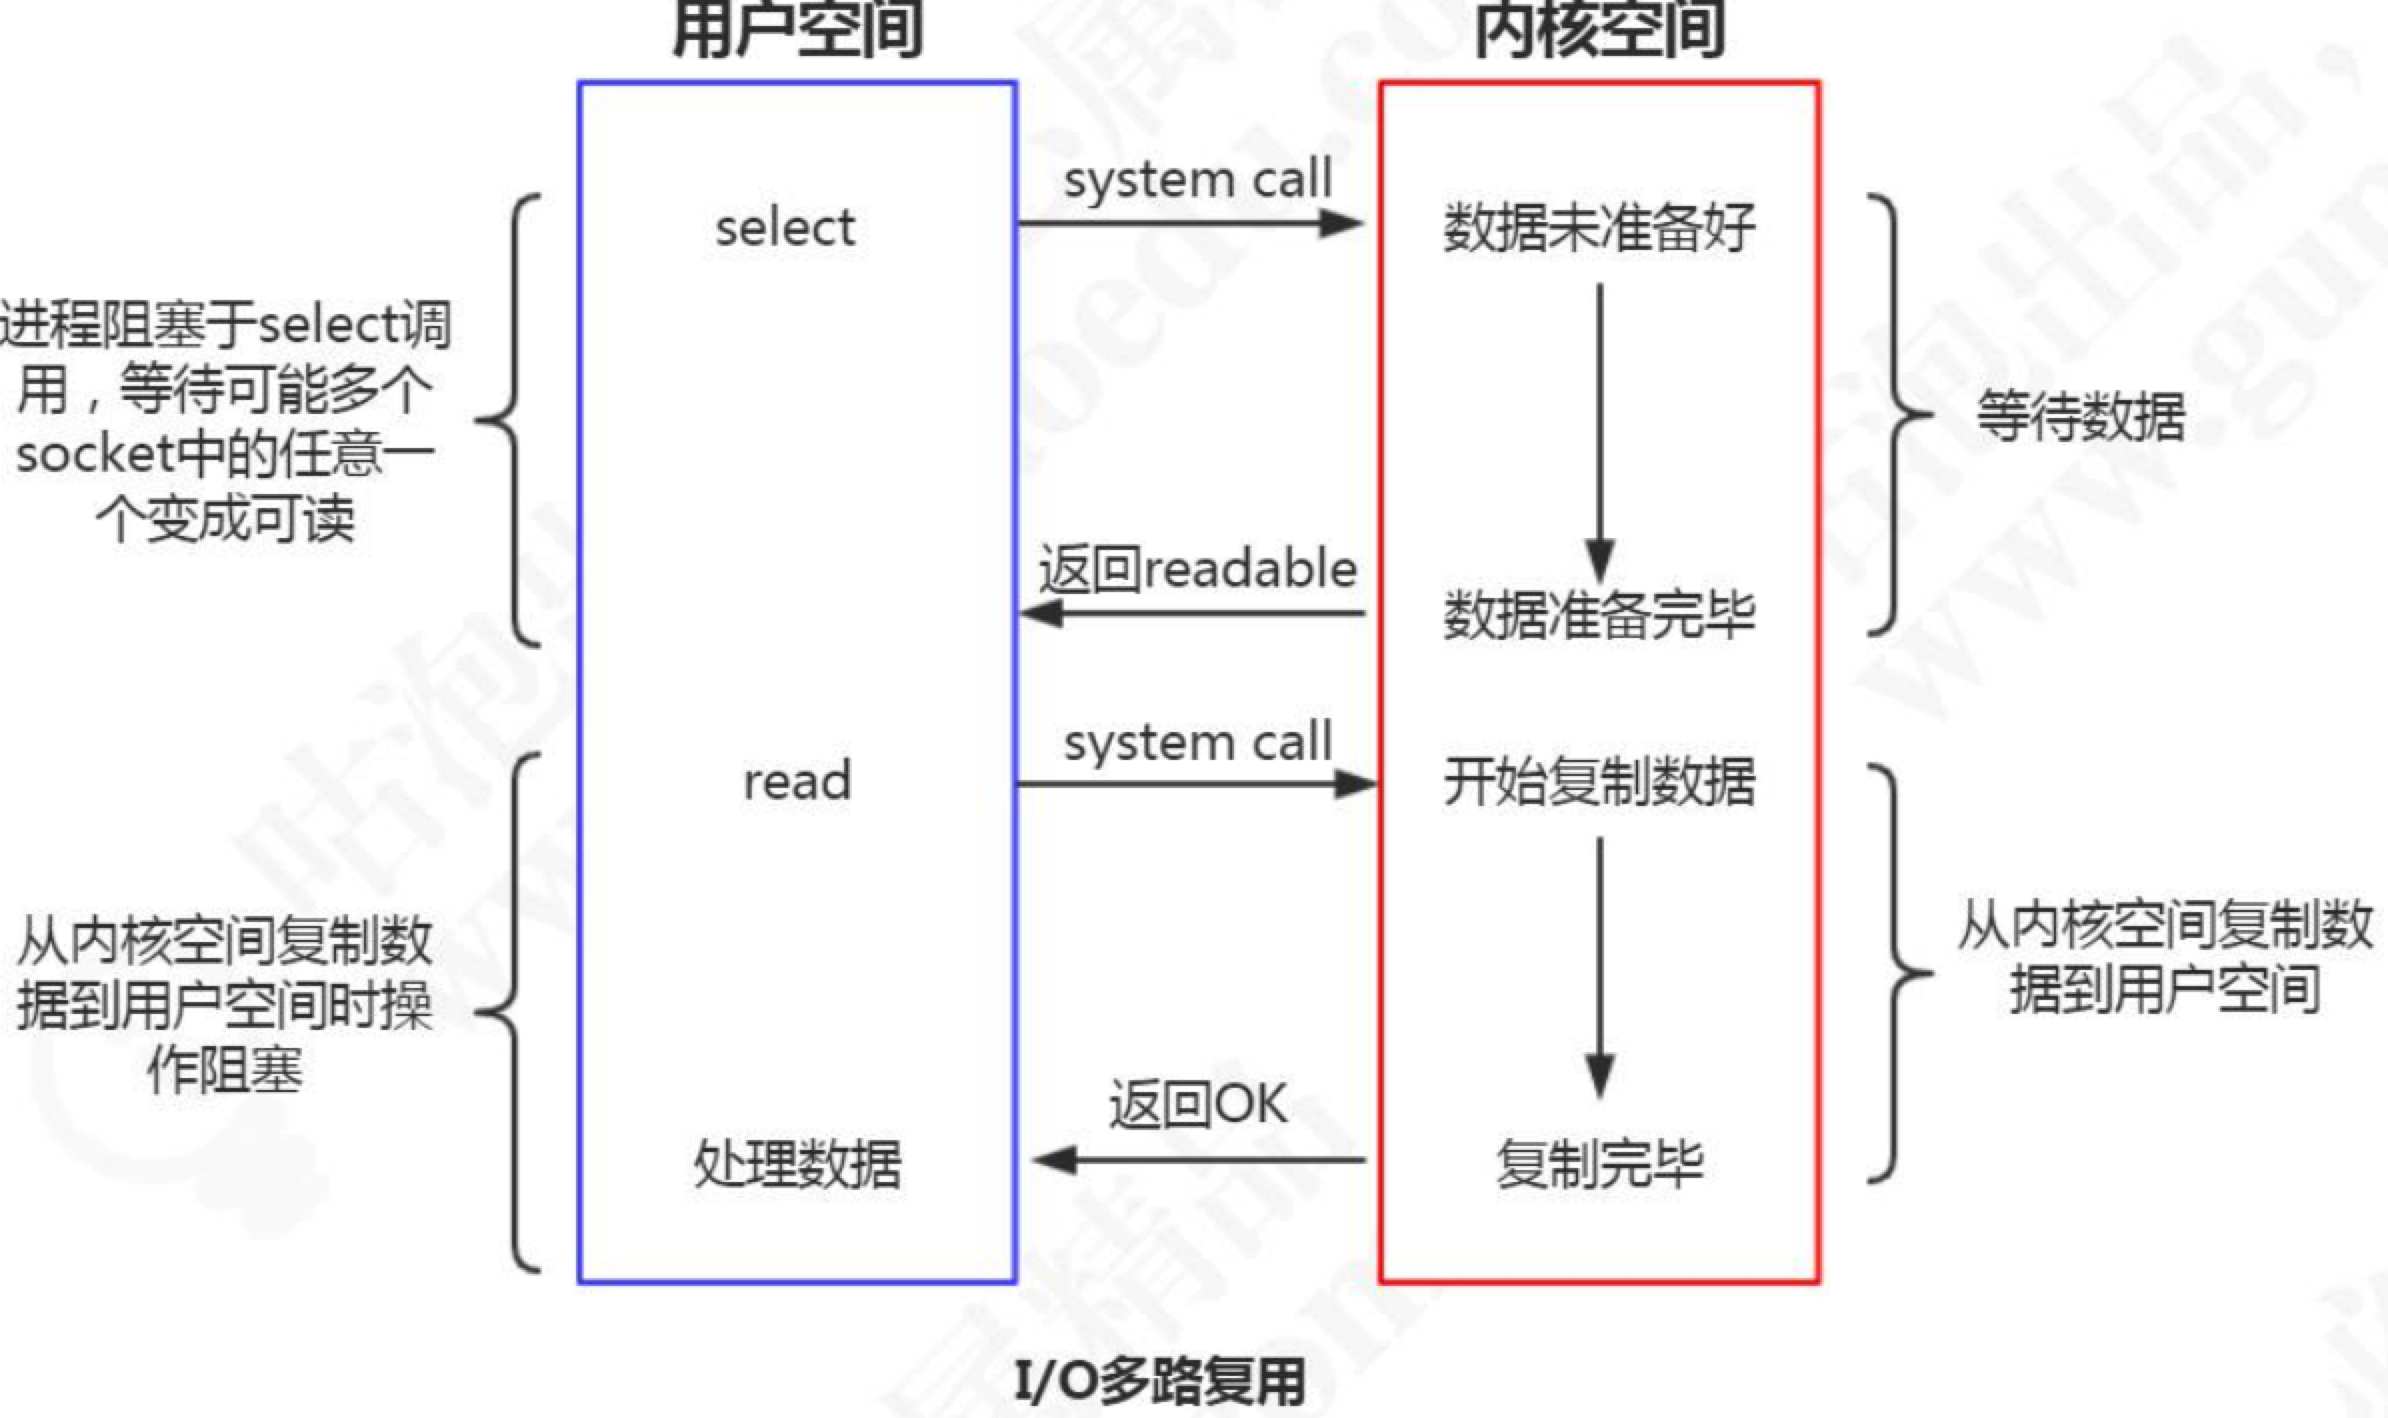 用户空间
内核空间
select
system call
数据未准备好
进程阻塞于select调
用，等待可能多个
socket中的任意一
个变成可读
等待数据
返回readable
数据准备完毕
read
system call
开始复制数据
从内核空间复制数
据到用户空间时操
作阻塞
从内核空间复制数
据到用户空间
返回OK
处理数据
复制完毕
I/O多路复用